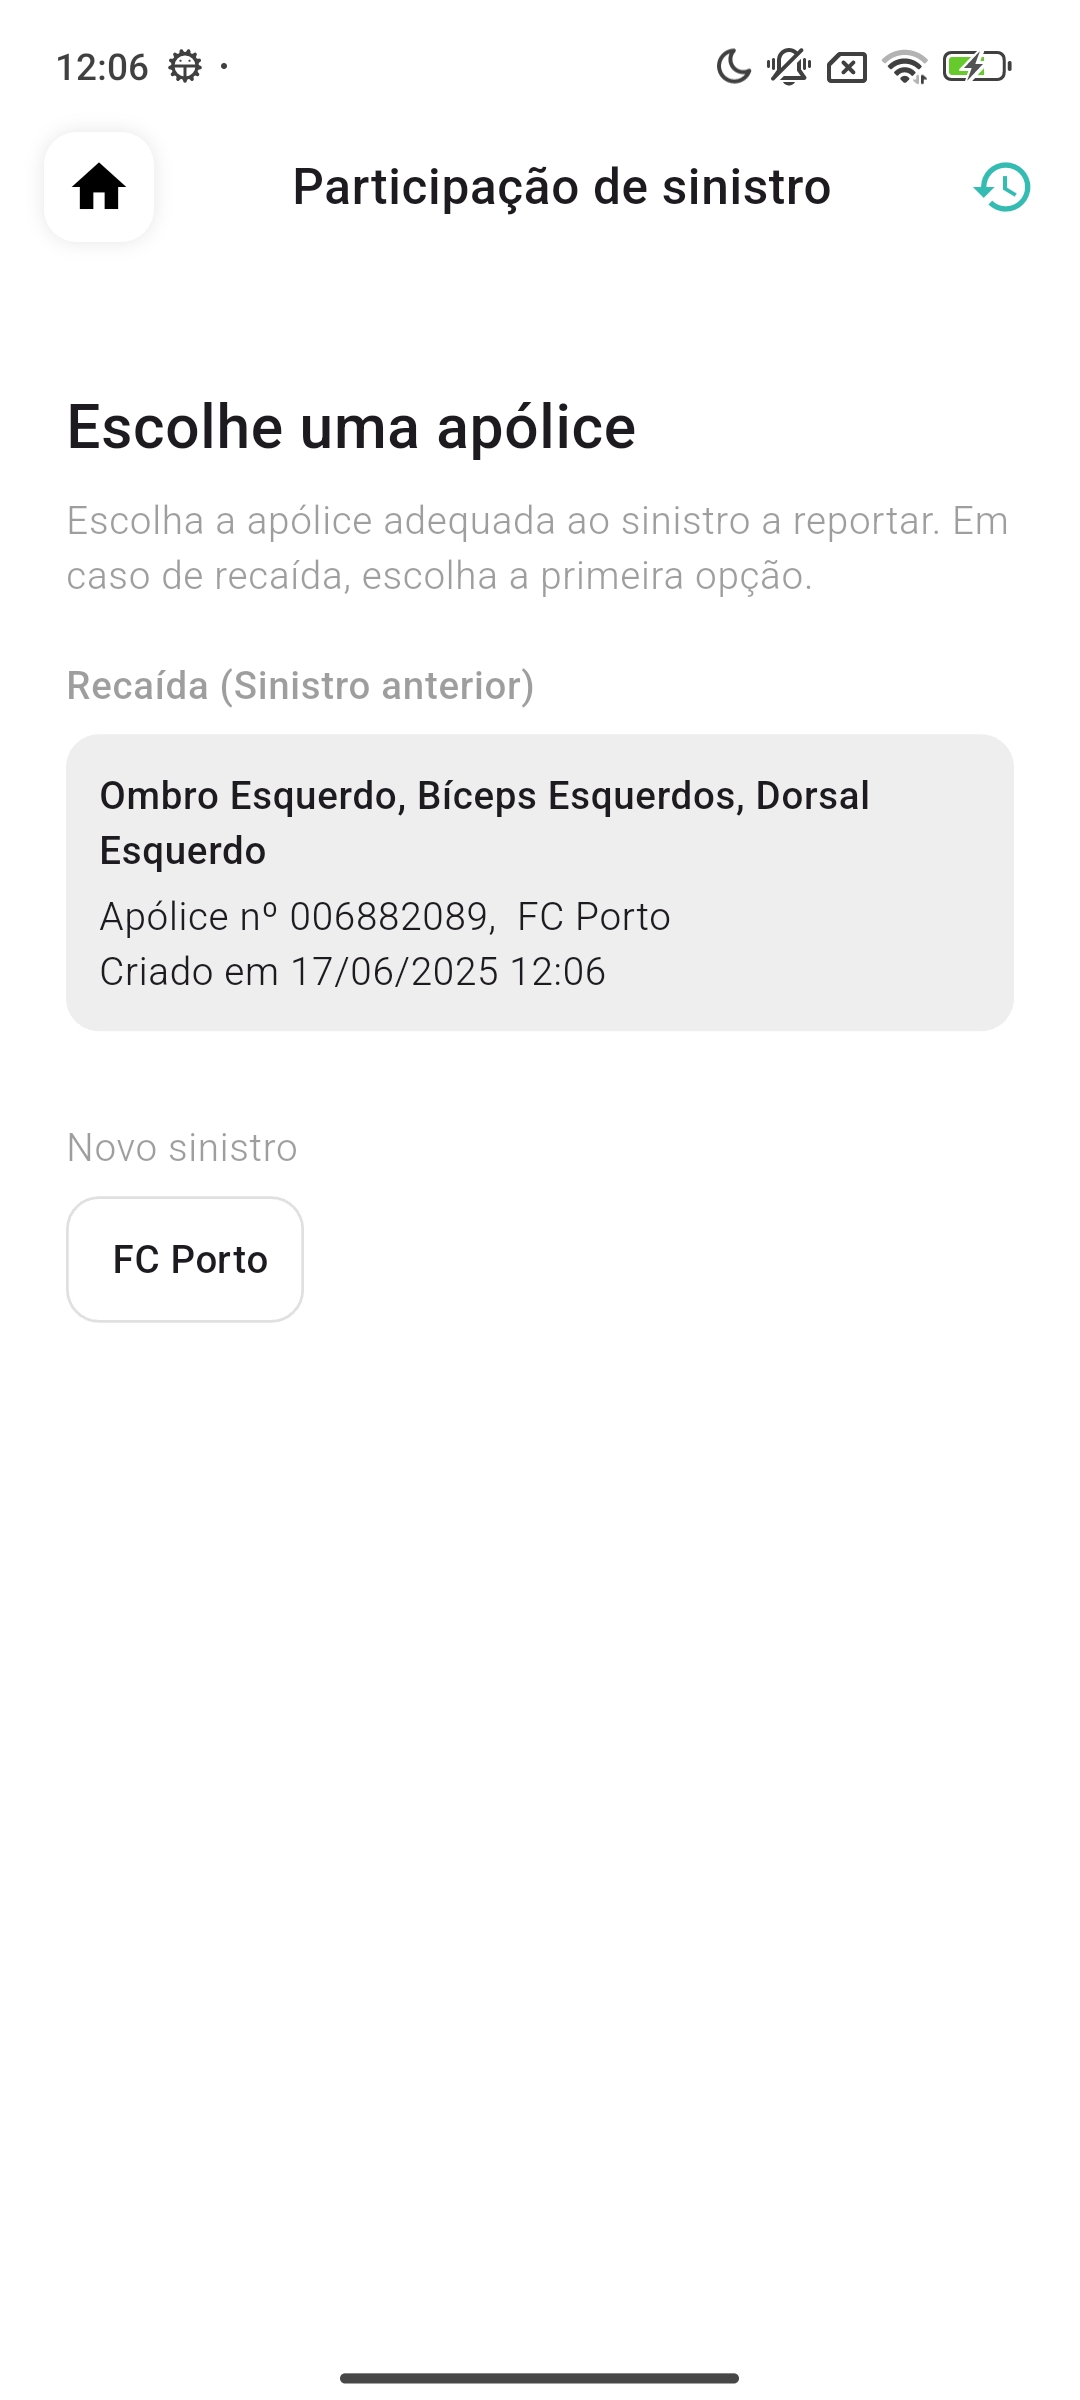 12:06
Participação de sinistro
Escolhe uma apólice
Escolha a apólice adequada ao sinistro a reportar. Em
caso de recaída, escolha a primeira opção.
Recaída (Sinistro anterior)
Ombro Esquerdo, Bíceps Esquerdos, Dorsal
Esquerdo
Apólice nº 006882089,  FC Porto
Criado em 17/06/2025 12:06
Novo sinistro
FC Porto